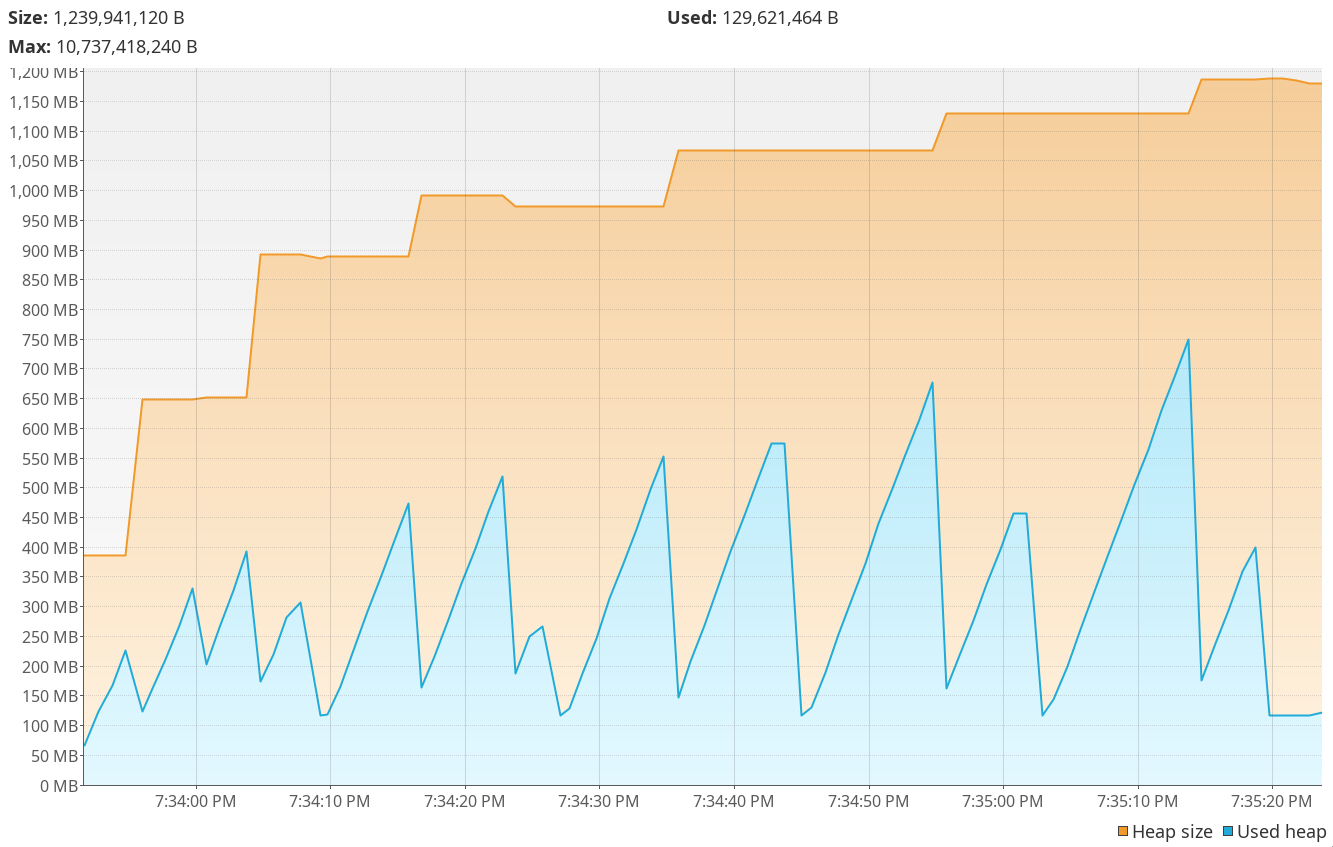 Size: 1,239,941,120 B
Used: 129,621,464 B
Max: 10,737,418,240 B
1,200 MB
1,150 MB
1,100 MB
1,050 MB
1,000 MB
950 MB
900 MB
850 MB
800 MB
750 MB
700 MB
650 MB
600 MB
550 MB
500 MB
450 MB
400 MB
350 MB
300 MB
250 MB
200 MB
150 MB
100 MB
50 MB
0 MB
7:34:00 PM 7:34:10 PM 7:34:20 PM 7:34:30 PM 7:34:40 PM 7:34:50 PM 7:35:00 PM 7:35:10 PM 7:35:20 PM
Heap size Used heap